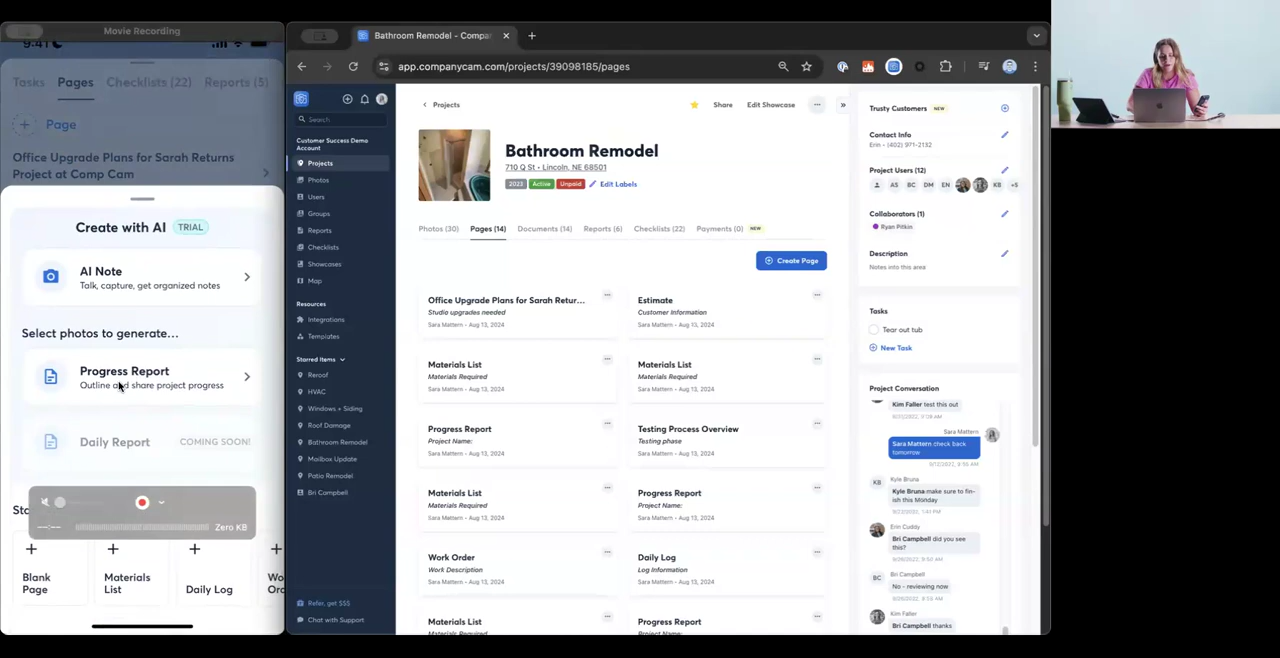 Movie Recording
9:41
Tasks
Pages
Checklists (22)
Reports (5)
Page
Office Upgrade Plans for Sarah Returns
Project at Comp Cam
Create with AI TRIAL
AI Note
Talk, capture, get organized notes
Select photos to generate…
Progress Report
Outline and share project progress
Daily Report
COMING SOON!
Zero KB
Blank
Page
Materials
List
Daily Log
Bathroom Remodel - Compa
app.companycam.com/projects/39098185/pages
Search
Customer Success Demo
Account
Projects
Photos
Users
Groups
Reports
Checklists
Showcases
Map
Resources
Integrations
Templates
Starred Items
Reroof
HVAC
Windows + Siding
Roof Damage
Bathroom Remodel
Mailbox Update
Patio Remodel
Bri Campbell
Refer, get $$$
Chat with Support
Projects
Share
Edit Showcase
Bathroom Remodel
710 Q St • Lincoln, NE 68501
2023
Active
Unpaid
Edit Labels
Photos (30)
Pages (14)
Documents (14)
Reports (6)
Checklists (22)
Payments (0)
NEW
Create Page
Office Upgrade Plans for Sarah Retur...
Studio upgrades needed
Sara Mattern • Aug 13, 2024
Estimate
Customer Information
Sara Mattern • Aug 13, 2024
Materials List
Materials Required
Sara Mattern • Aug 13, 2024
Materials List
Materials Required
Sara Mattern • Aug 13, 2024
Progress Report
Project Name:
Sara Mattern • Aug 13, 2024
Testing Process Overview
Testing phase
Sara Mattern • Aug 13, 2024
Materials List
Materials Required
Sara Mattern • Aug 13, 2024
Progress Report
Project Name:
Sara Mattern • Aug 13, 2024
Work Order
Work Description
Sara Mattern • Aug 13, 2024
Daily Log
Log Information
Sara Mattern • Aug 13, 2024
Materials List
Materials Required
Progress Report
Project Name:
Trusty Customers NEW
Contact Info
Erin - (402) 971-2132
Project Users (12)
AS
BC
DM
EN
KB
+5
Collaborators (1)
Ryan Pitkin
Description
Notes into this area
Tasks
Tear out tub
New Task
Project Conversation
Kim Faller test this out
Sara Mattern
Sara Mattern check back
tomorrow
KB
Kyle Bruna
Kyle Bruna make sure to fin-
ish this Monday
Erin Cuddy
Bri Campbell did you see
this?
BC
Bri Campbell
No - reviewing now
Kim Faller
Bri Campbell thanks